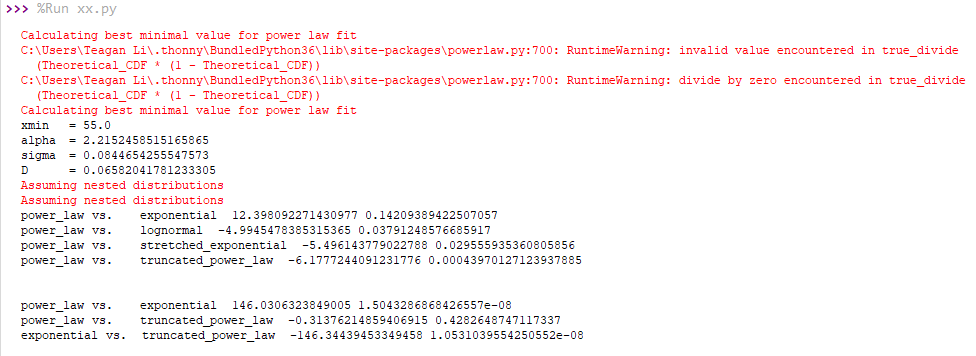 >>> %Run xx.py
Calculating best minimal value for power law fit
C:\Users\Teagan Li\.thonny\BundledPython36\lib\site-packages\powerlaw.py:700: RuntimeWarning: invalid value encountered in true_divide
(Theoretical_CDF * (1 - Theoretical_CDF))
C:\Users\Teagan Li\.thonny\BundledPython36\lib\site-packages\powerlaw.py:700: RuntimeWarning: divide by zero encountered in true_divide
(Theoretical_CDF * (1 - Theoretical_CDF))
Calculating best minimal value for power law fit
xmin = 55.0
alpha = 2.2152458515165865
sigma = 0.0844654255547573
D = 0.06582041781233305
Assuming nested distributions
Assuming nested distributions
power_law vs. exponential 12.398092271430977 0.14209389422507057
power_law vs. lognormal -4.9945478385315365 0.03791248576685917
power_law vs. stretched_exponential -5.496143779022788 0.029555935360805856
power_law vs. truncated_power_law -6.1777244091231776 0.00043970127123937885
power_law vs. exponential 146.0306632384905 1.5043286868426557e-08
power_law vs. truncated_power_law -0.31376214859406915 0.4282648747117337
exponential vs. truncated_power_law -146.34439453349458 1.0531039554250552e-08